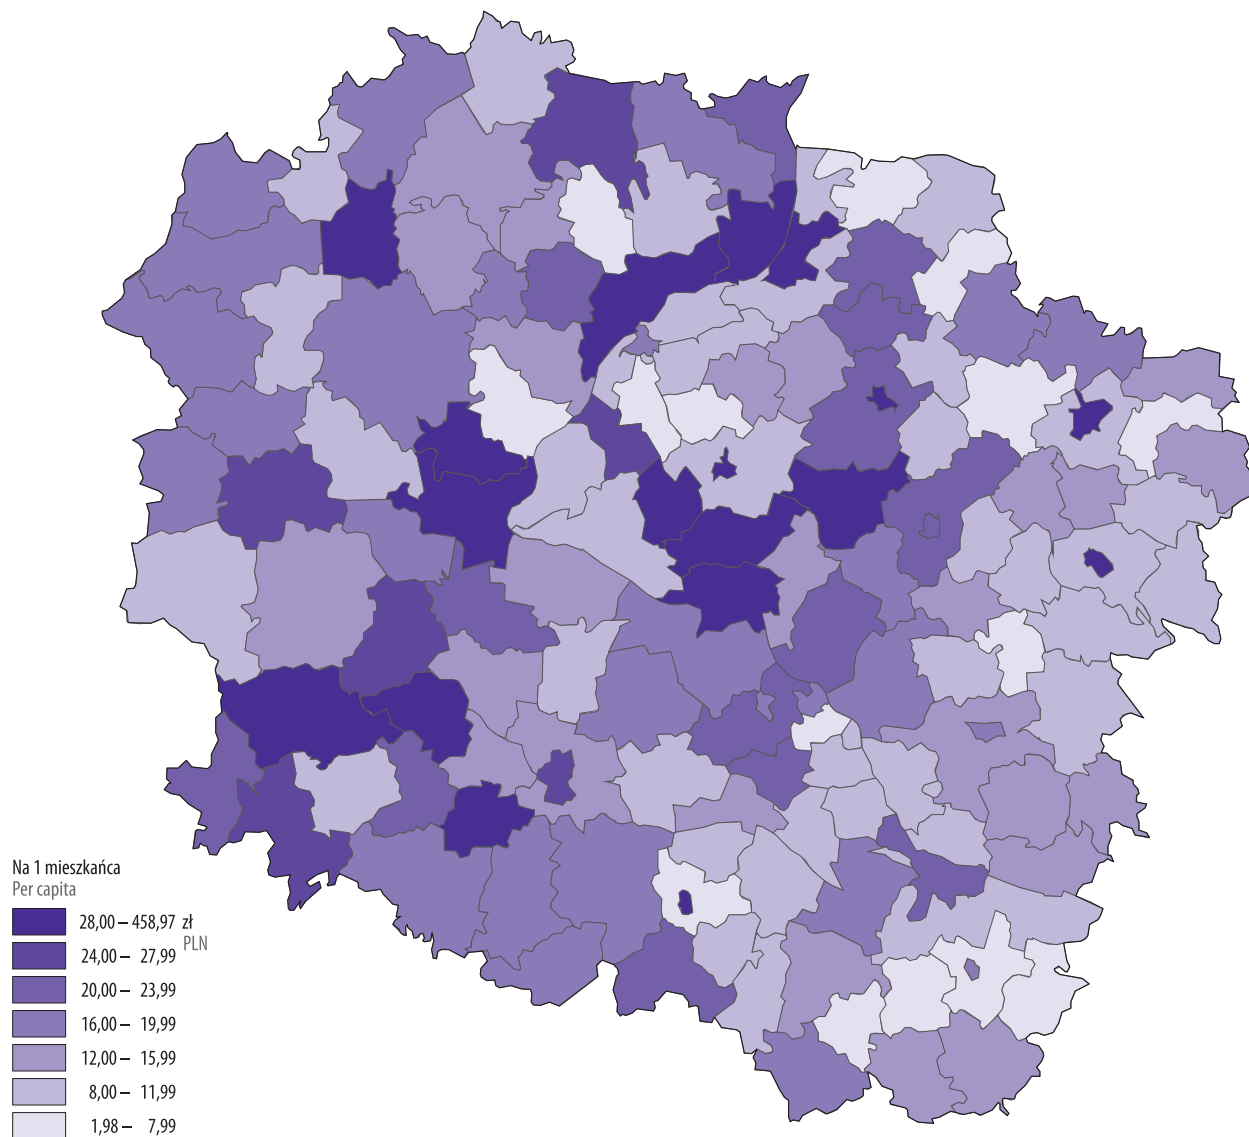 Na 1 mieszkańca
Per capita
28,00 – 458,97 zł
PLN
24,00 – 27,99
20,00 – 23,99
16,00 – 19,99
12,00 – 15,99
8,00 – 11,99
1,98 – 7,99